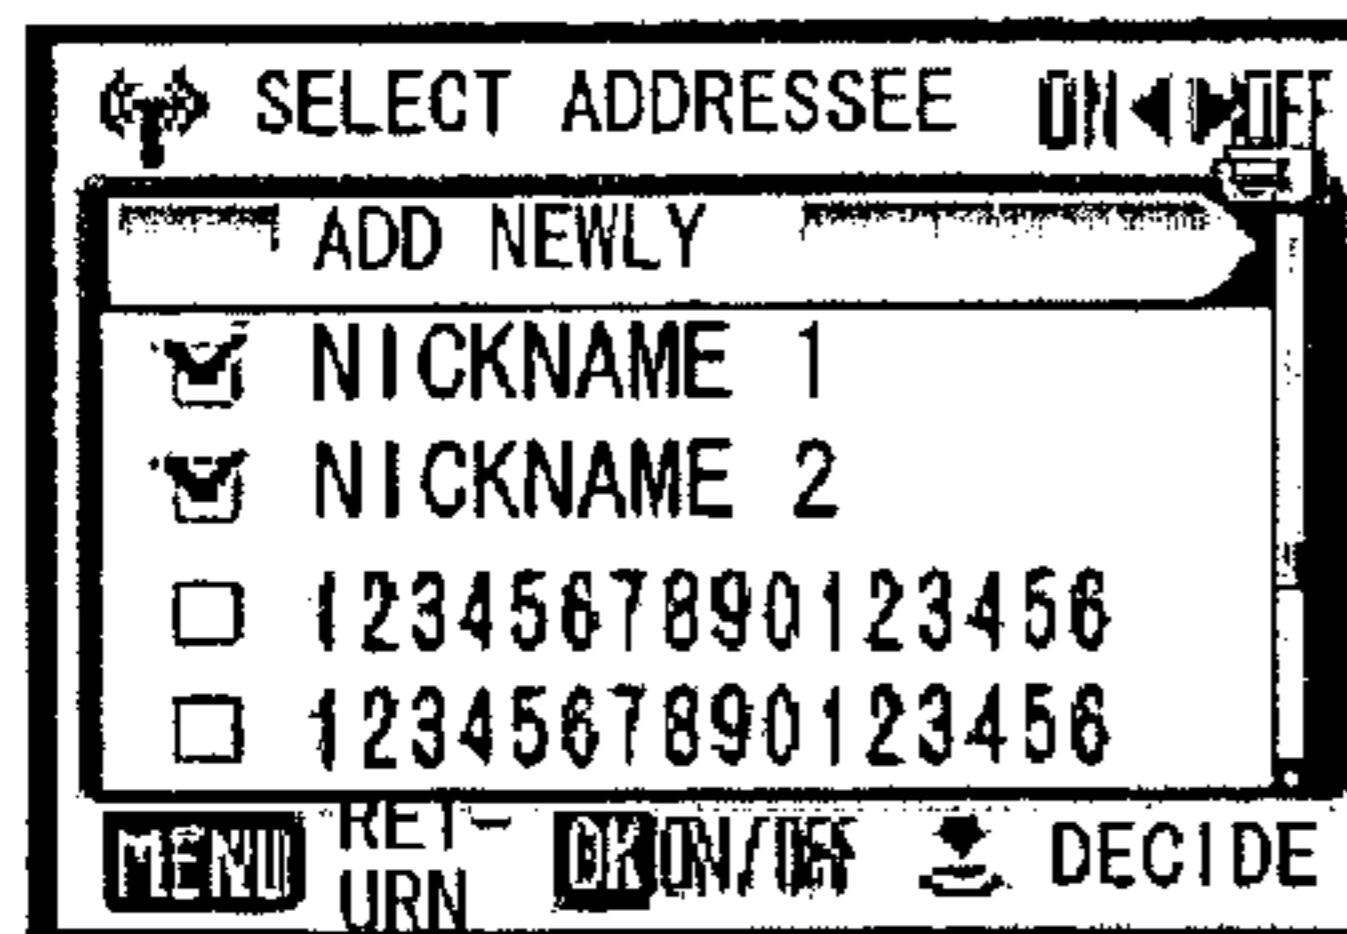 SELECT ADDRESSEE ON OFF
ADD NEWLY
NICKNAME 1
NICKNAME 2
1234567890123456
1234567890123456
MENU RET-
URN OK ON/OFF DECIDE